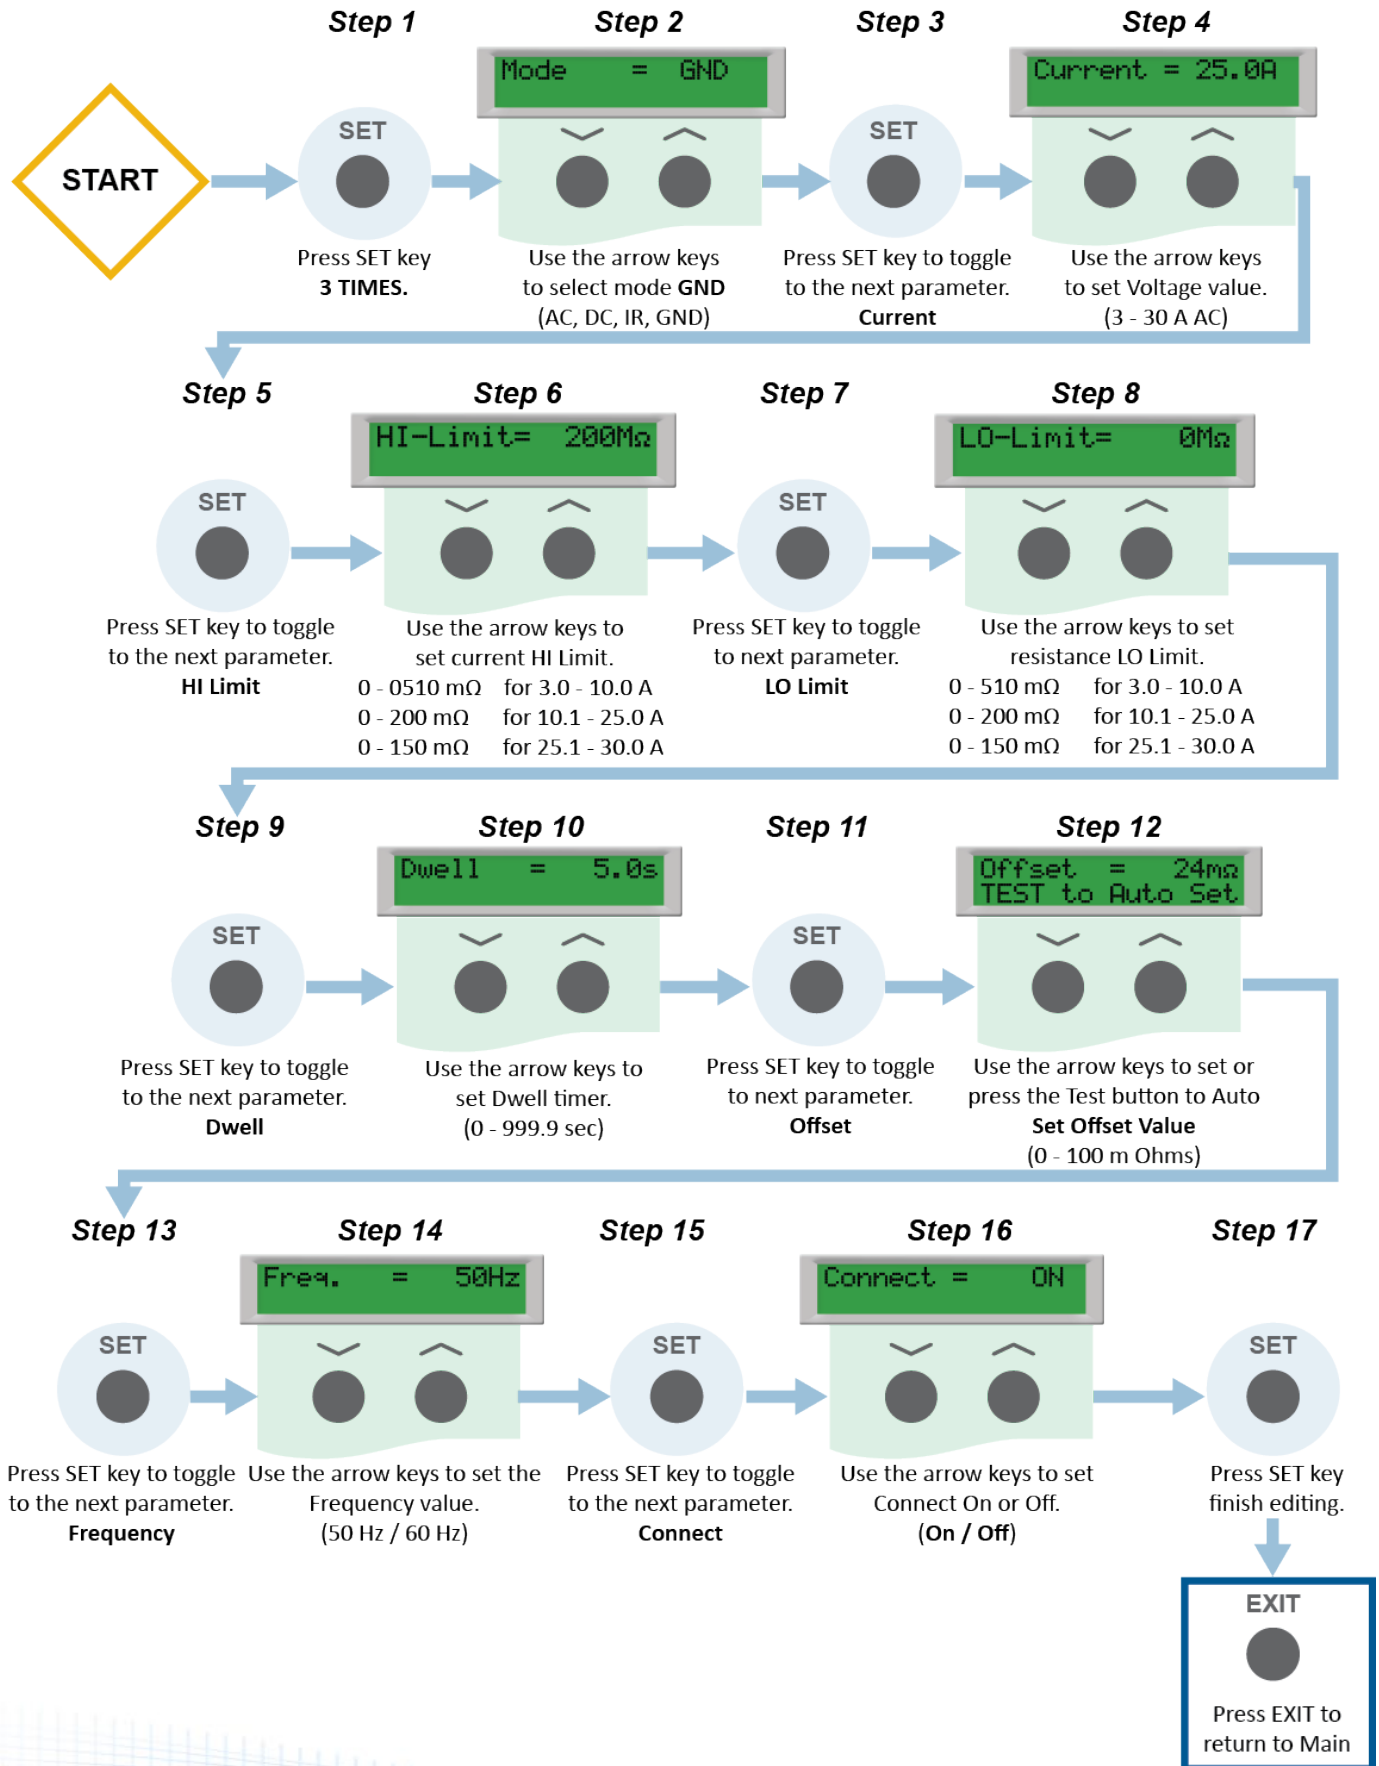 Step 1
Step 2
Step 3
Step 4
START
SET
Press SET key
3 TIMES.
Mode = GND
Use the arrow keys
to select mode GND
(AC, DC, IR, GND)
SET
Press SET key to toggle
to the next parameter.
Current
Current = 25.0A
Use the arrow keys
to set Voltage value.
(3 - 30 A AC)
Step 5
Step 6
Step 7
Step 8
SET
Press SET key to toggle
to the next parameter.
HI Limit
HI-Limit= 200MΩ
Use the arrow keys to
set current HI Limit.
0 - 0510 mΩ for 3.0 - 10.0 A
0 - 200 mΩ for 10.1 - 25.0 A
0 - 150 mΩ for 25.1 - 30.0 A
SET
Press SET key to toggle
to next parameter.
LO Limit
LO-Limit= 0MΩ
Use the arrow keys to set
resistance LO Limit.
0 - 510 mΩ for 3.0 - 10.0 A
0 - 200 mΩ for 10.1 - 25.0 A
0 - 150 mΩ for 25.1 - 30.0 A
Step 9
Step 10
Step 11
Step 12
SET
Press SET key to toggle
to the next parameter.
Dwell
Dwell = 5.0s
Use the arrow keys to
set Dwell timer.
(0 - 999.9 sec)
SET
Press SET key to toggle
to next parameter.
Offset
Offset = 24mΩ
TEST to Auto Set
Use the arrow keys to set or
press the Test button to Auto
Set Offset Value
(0 - 100 m Ohms)
Step 13
Step 14
Step 15
Step 16
Step 17
SET
Press SET key to toggle
to the next parameter.
Frequency
Freq. = 50Hz
Use the arrow keys to set the
Frequency value.
(50 Hz / 60 Hz)
SET
Press SET key to toggle
to the next parameter.
Connect
Connect = ON
Use the arrow keys to set
Connect On or Off.
(On / Off)
SET
Press SET key
finish editing.
EXIT
Press EXIT to
return to Main